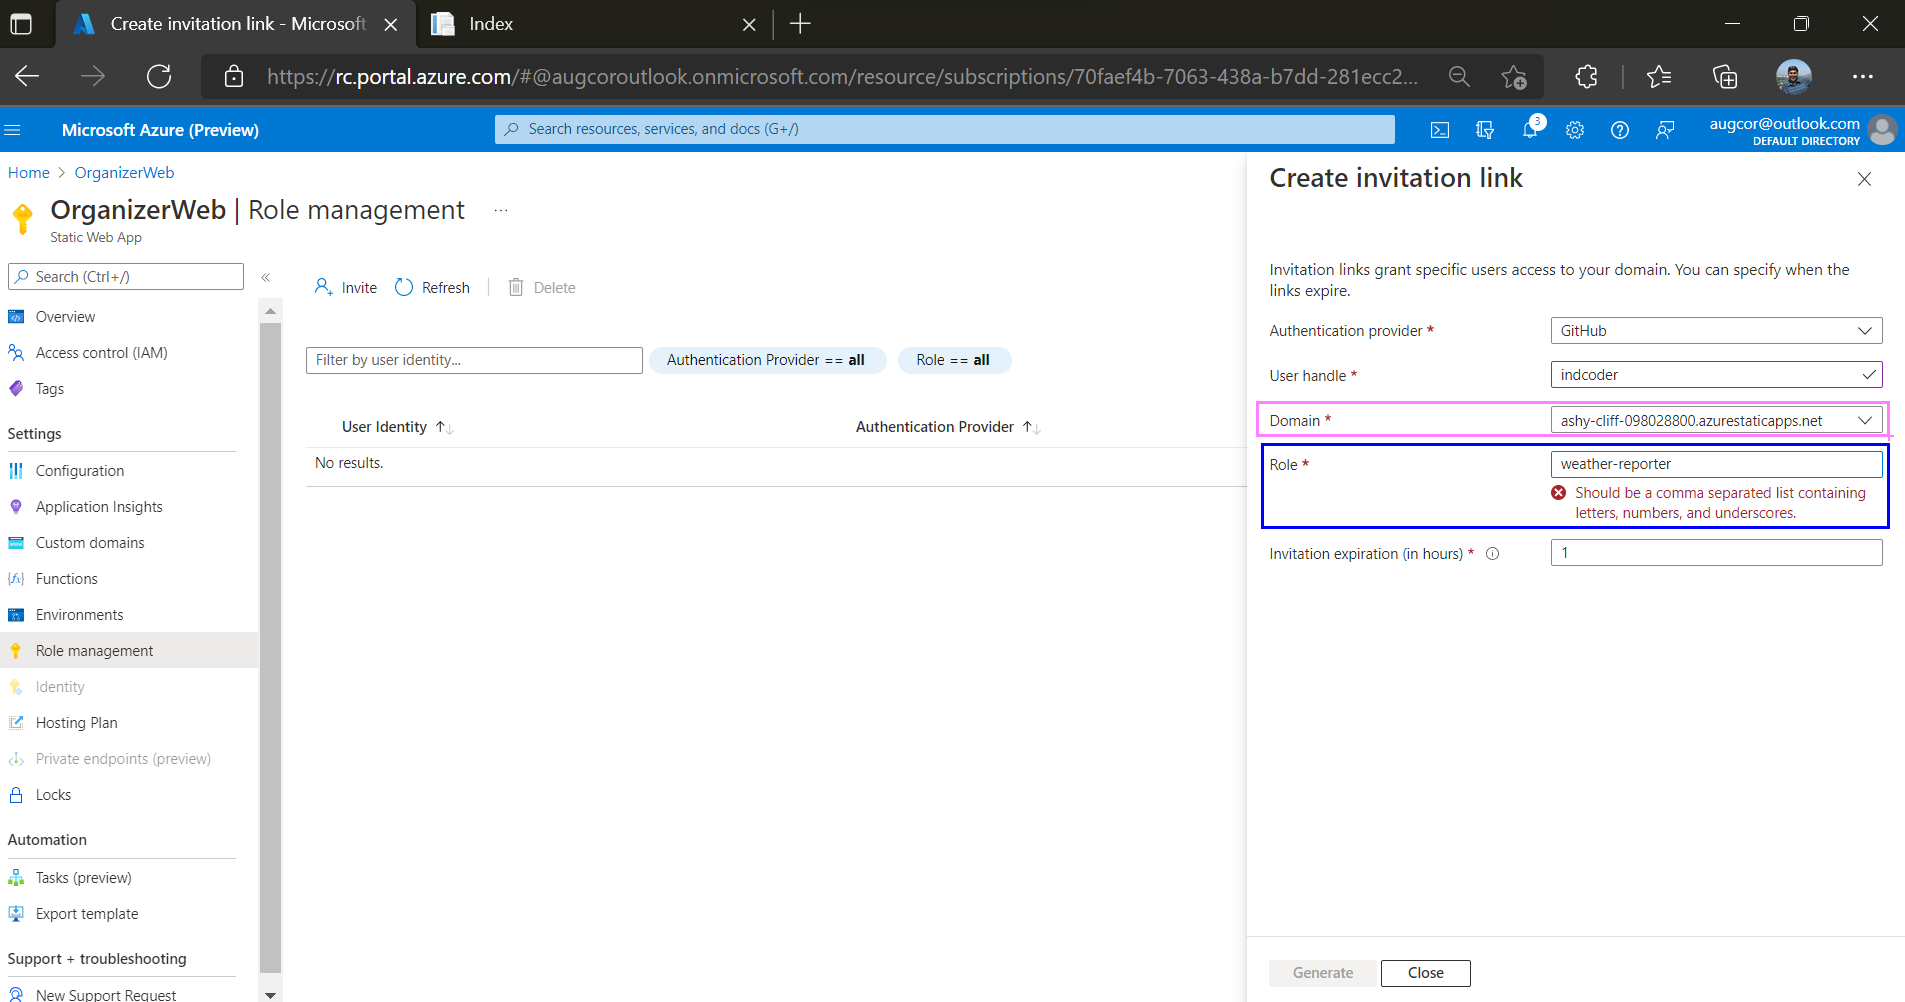 Create invitation link - Microsoft
Index
https://rc.portal.azure.com/#@augcoroutlook.onmicrosoft.com/resource/subscriptions/70faef4b-7063-438a-b7dd-281ecc2...
Microsoft Azure (Preview)
Search resources, services, and docs (G+/)
3
augcor@outlook.com
DEFAULT DIRECTORY
Home > OrganizerWeb
OrganizerWeb | Role management ...
Static Web App
Search (Ctrl+/)
«
Overview
Access control (IAM)
Tags
Settings
Configuration
Application Insights
Custom domains
Functions
Environments
Role management
Identity
Hosting Plan
Private endpoints (preview)
Locks
Automation
Tasks (preview)
Export template
Support + troubleshooting
New Support Request
Invite
Refresh
Delete
Filter by user identity...
Authentication Provider == all
Role == all
User Identity ↑↓
Authentication Provider ↑↓
No results.
Create invitation link
Invitation links grant specific users access to your domain. You can specify when the
links expire.
Authentication provider *
GitHub
User handle *
indcoder
Domain *
ashy-cliff-098028800.azurestaticapps.net
Role *
weather-reporter
Should be a comma separated list containing
letters, numbers, and underscores.
Invitation expiration (in hours) *
1
Generate
Close